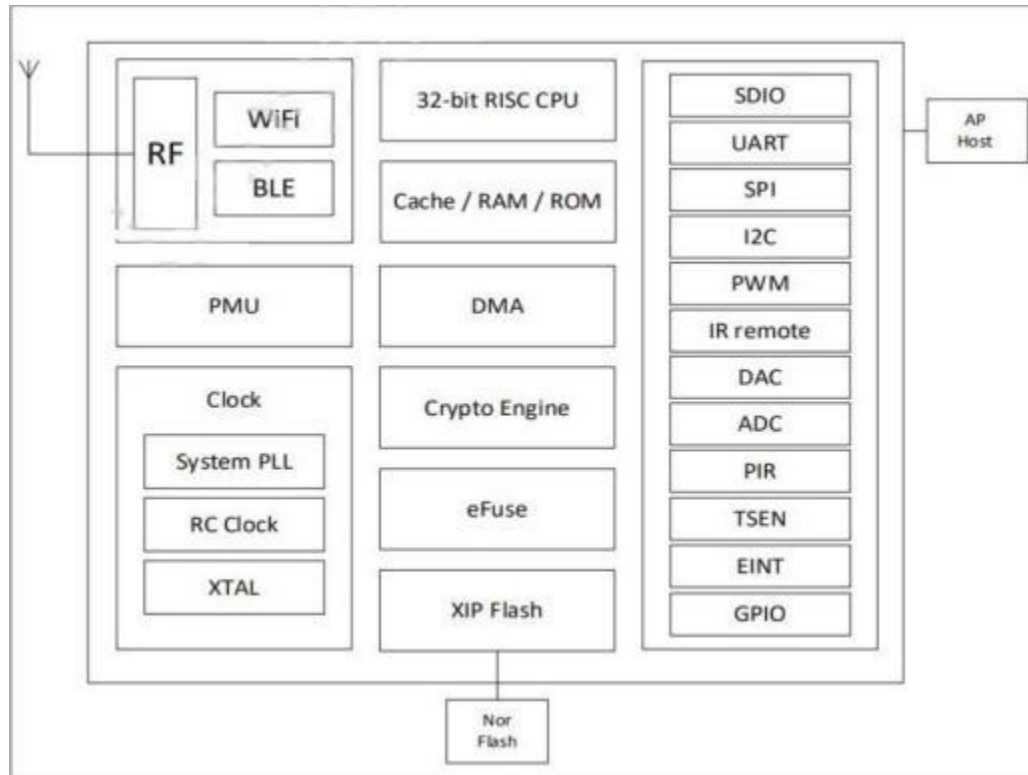 RF
WiFi
BLE
PMU
Clock
System PLL
RC Clock
XTAL
32-bit RISC CPU
Cache / RAM / ROM
DMA
Crypto Engine
eFuse
XIP Flash
Nor
Flash
SDIO
UART
SPI
I2C
PWM
IR remote
DAC
ADC
PIR
TSEN
EINT
GPIO
AP
Host